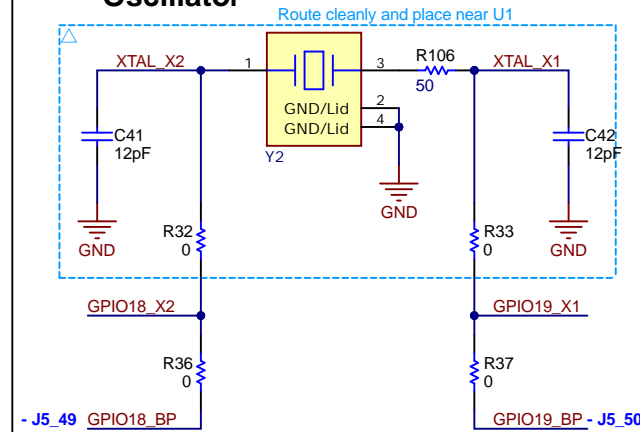 Oscillator
Route cleanly and place near U1
XTAL_X2
1
3
R106
50
XTAL_X1
GND/Lid
2
GND/Lid
4
Y2
C41
12pF
C42
12pF
GND
GND
GND
R32
0
R33
0
GPIO18_X2
GPIO19_X1
R36
0
R37
0
- J5_49
GPIO18_BP
GPIO19_BP
- J5_50